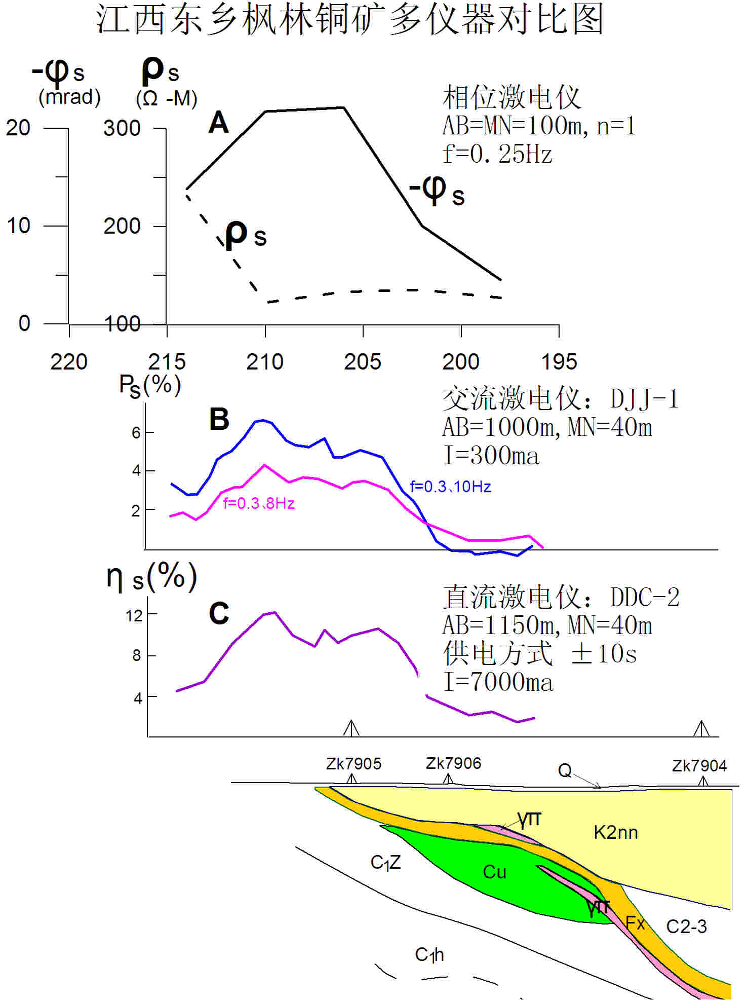 江西东乡枫林铜矿多仪器对比图
-φs
(mrad)
ρs
(Ω -M)
A
相位激电仪
AB=MN=100m, n=1
f=0.25Hz
20
10
0
300
200
100
-φs
ρs
220 215 210 205 200 195
Ps(%)
B
交流激电仪：DJJ-1
AB=1000m, MN=40m
I=300ma
6
4
2
f=0.3、10Hz
f=0.3、8Hz
ηs(%)
C
直流激电仪：DDC-2
AB=1150m, MN=40m
供电方式 ±10s
I=7000ma
12
8
4
Zk7905 Zk7906 Q Zk7904
γπ
K2nn
C1Z
Cu
γπ
Fx
C2-3
C1h